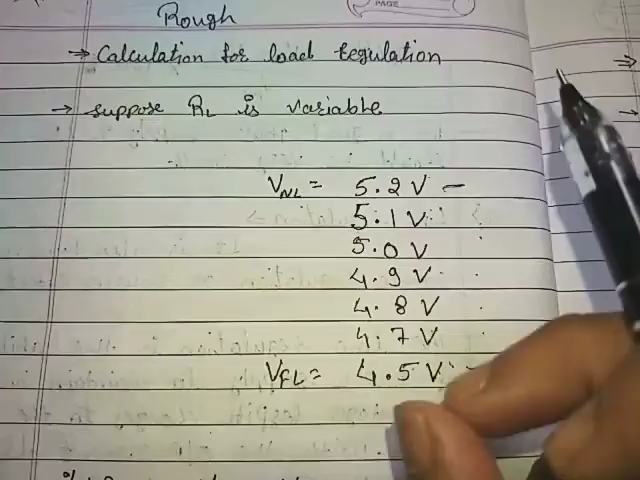 PAGE
Rough
→ Calculation for load regulation
→ suppose RL is variable
VNL = 5.2 V –
5.1 V
5.0 V
4.9 V
4.8 V
4.7 V
VFL = 4.5 V